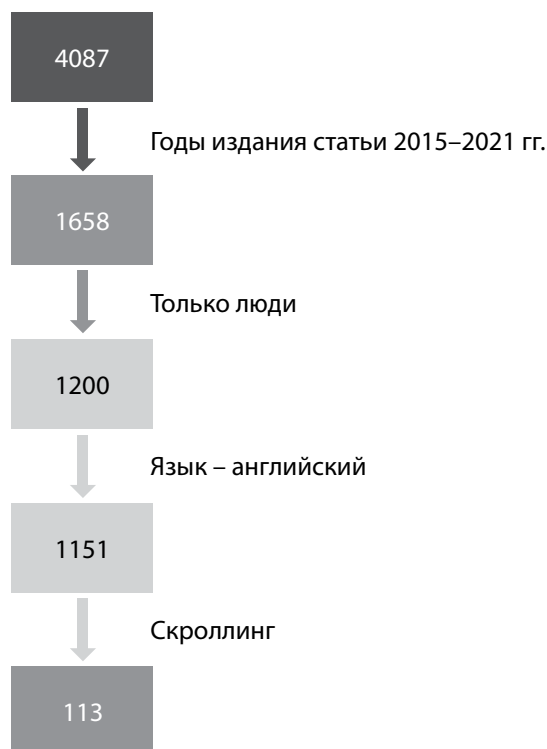 4087
Годы издания статьи 2015–2021 гг.
1658
Только люди
1200
Язык – английский
1151
Скроллинг
113